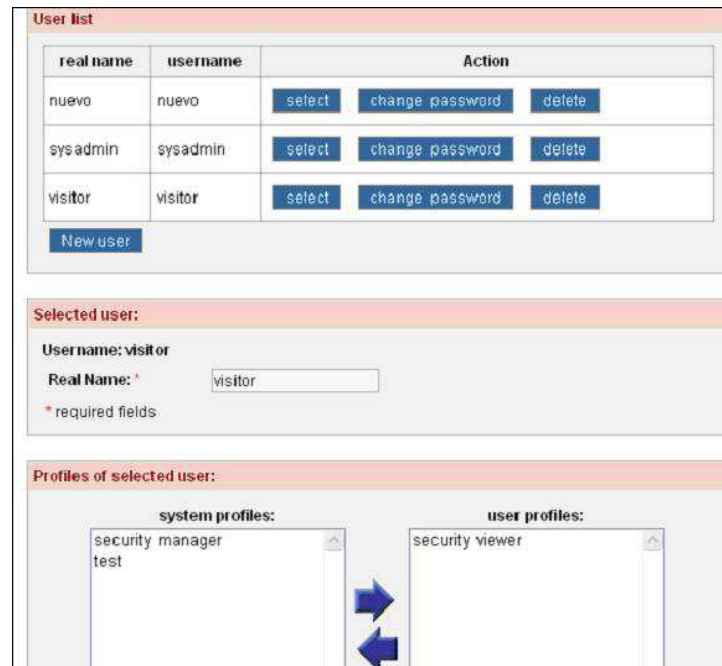 User list
real name username Action
nuevo nuevo select change password delete
sysadmin sysadmin select change password delete
visitor visitor select change password delete
New user
Selected user:
Username: visitor
Real Name: * visitor
* required fields
Profiles of selected user:
system profiles: user profiles:
security manager security viewer
test